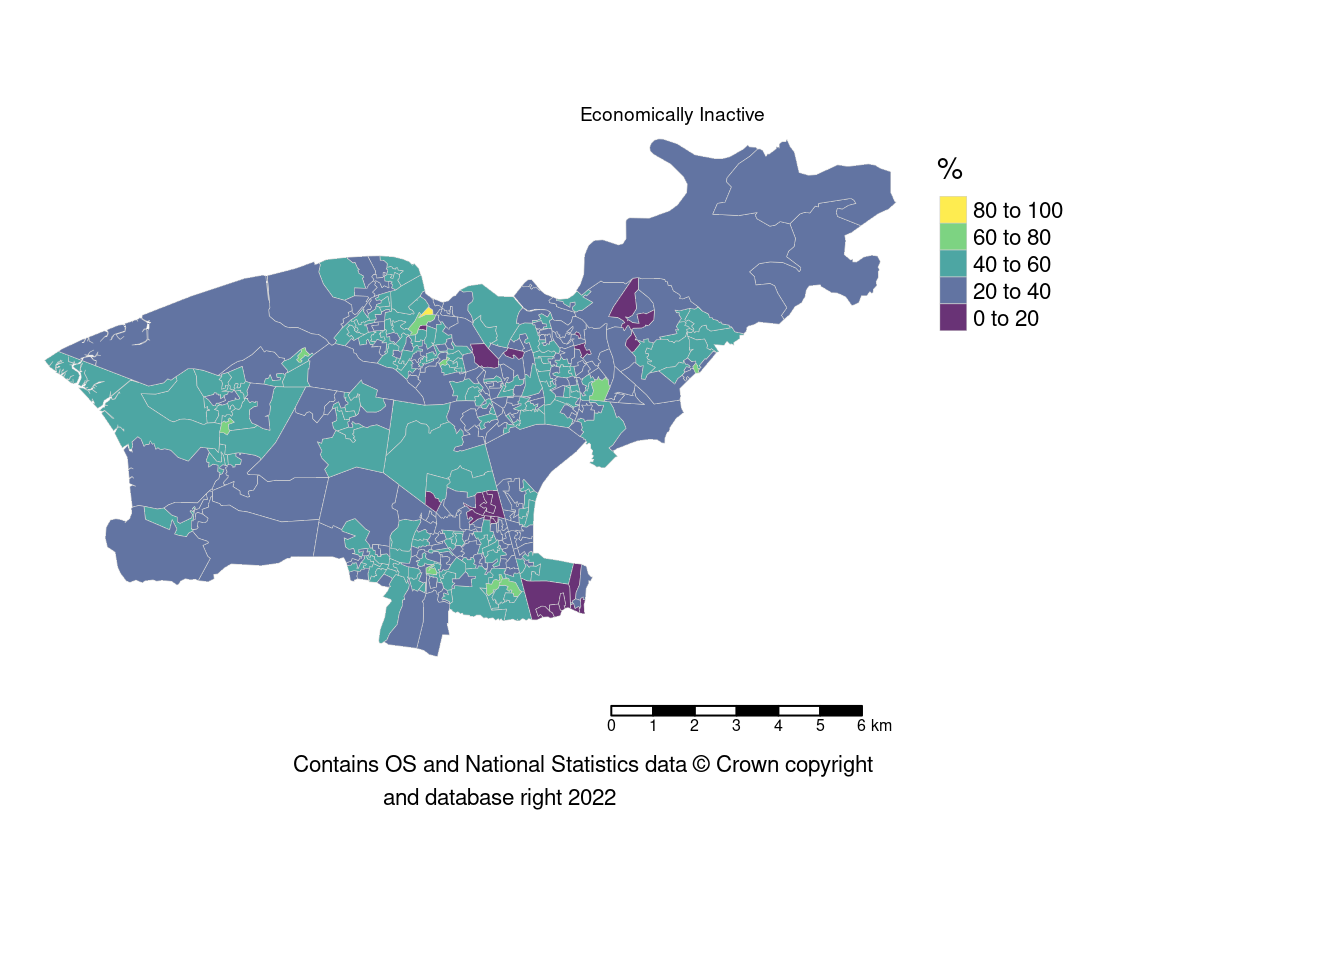 Economically Inactive
%
80 to 100
60 to 80
40 to 60
20 to 40
0 to 20
0 1 2 3 4 5 6 km
Contains OS and National Statistics data © Crown copyright
and database right 2022